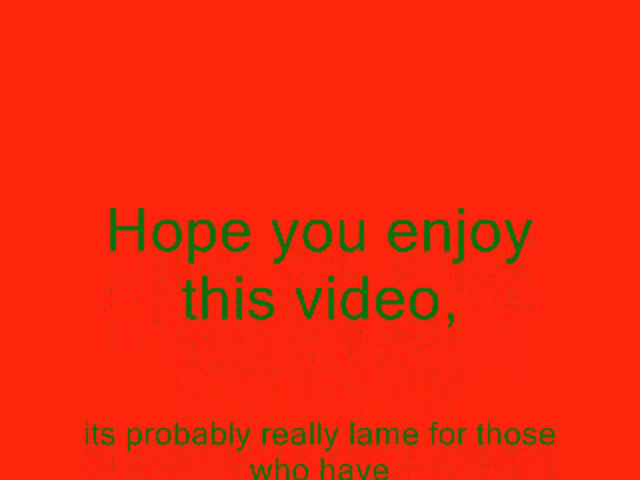 Hope you enjoy
this video,
its probably really lame for those
who have